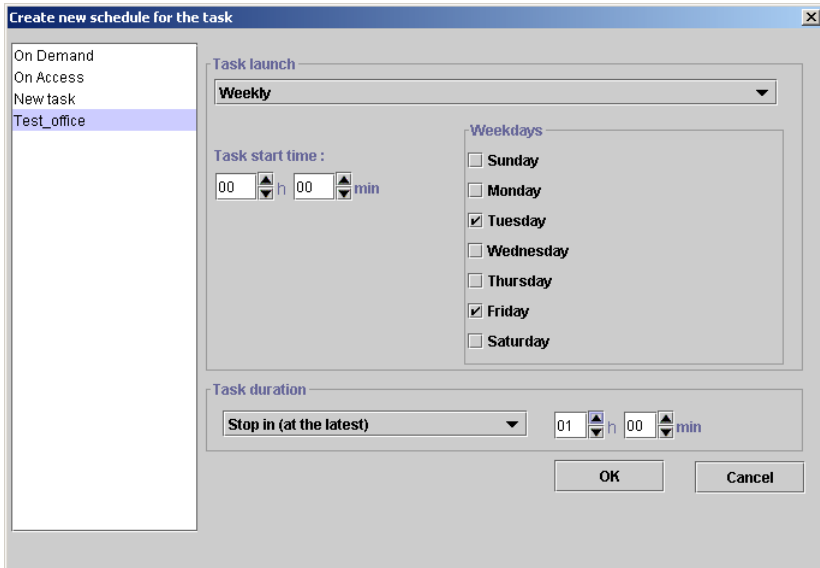 Create new schedule for the task
On Demand
On Access
New task
Test_office
Task launch
Weekly
Task start time :
00 h 00 min
Weekdays
Sunday
Monday
Tuesday
Wednesday
Thursday
Friday
Saturday
Task duration
Stop in (at the latest) 01 h 00 min
OK Cancel